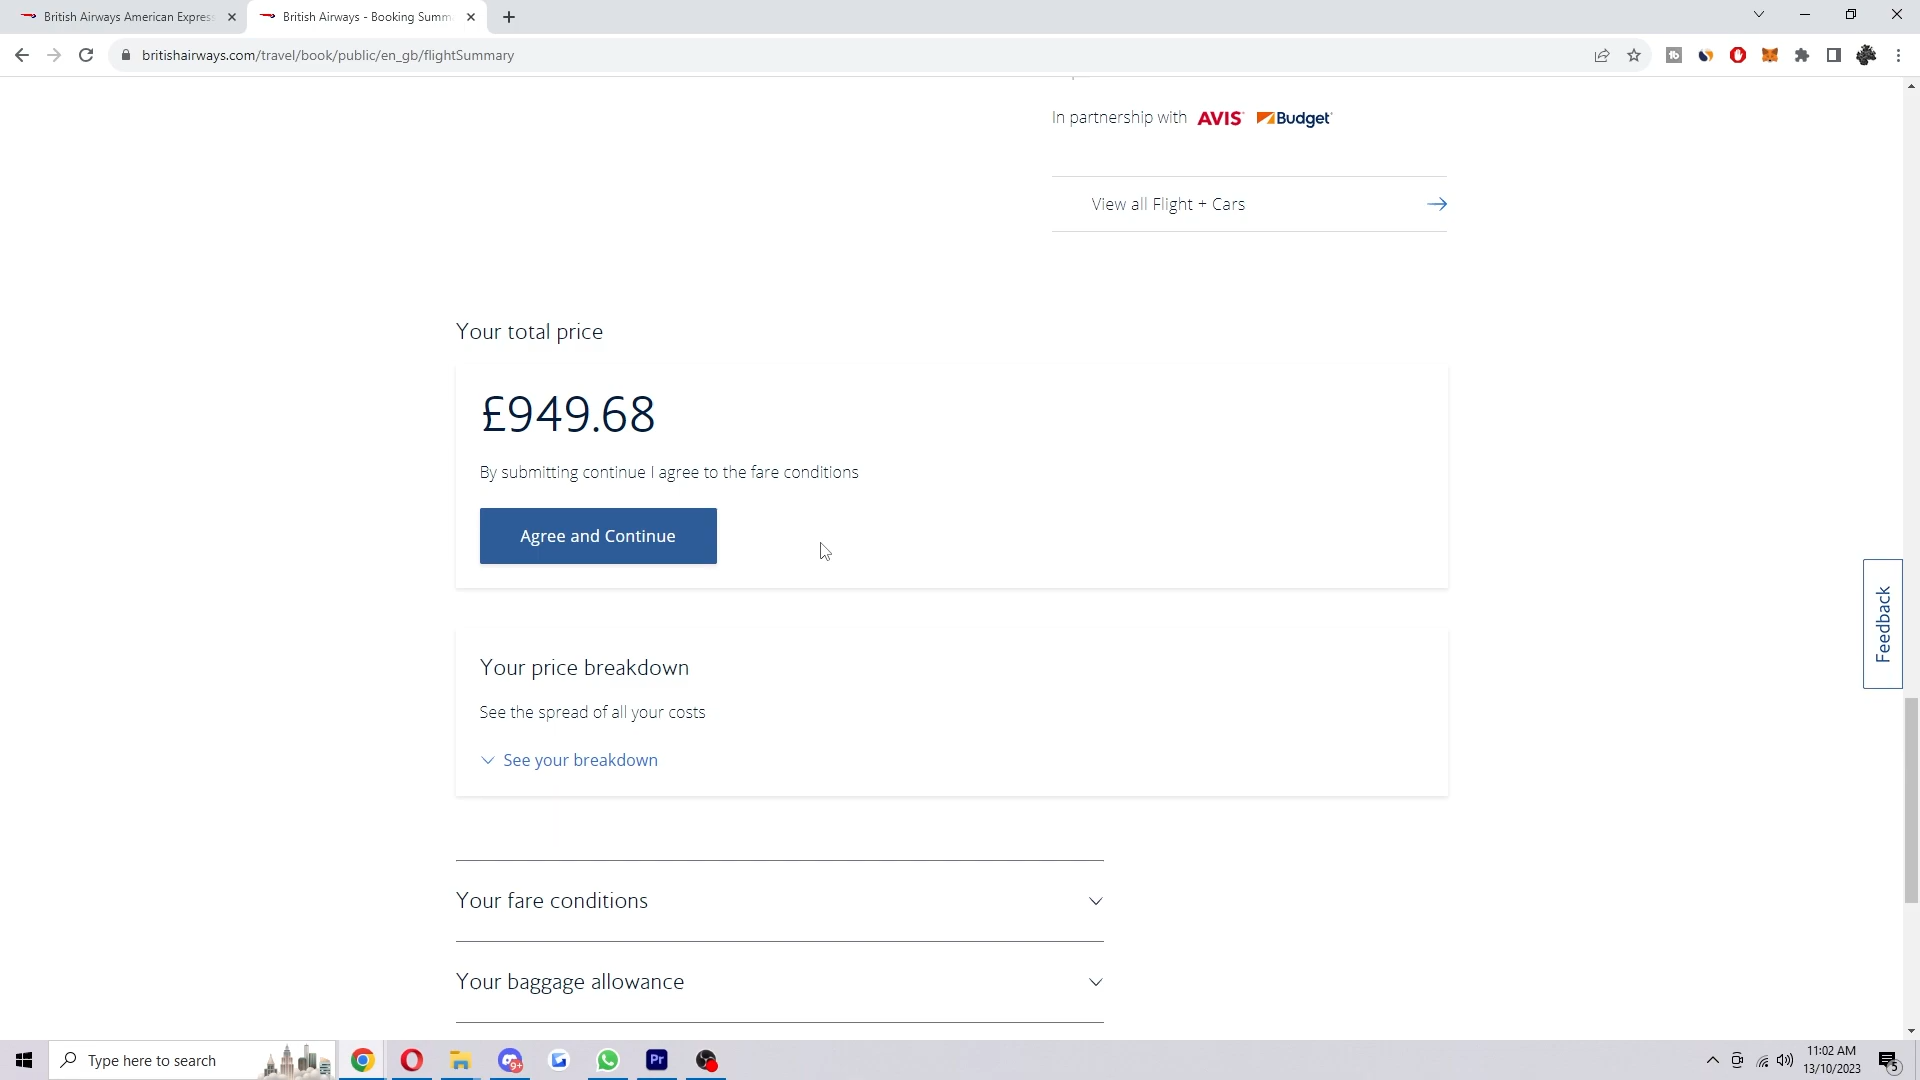 British Airways American Express
British Airways - Booking Summ
britishairways.com/travel/book/public/en_gb/flightSummary
In partnership with AVIS Budget
View all Flight + Cars
Your total price
£949.68
By submitting continue I agree to the fare conditions
Agree and Continue
Feedback
Your price breakdown
See the spread of all your costs
See your breakdown
Your fare conditions
Your baggage allowance
Type here to search
9+
Pr
11:02 AM
13/10/2023
5